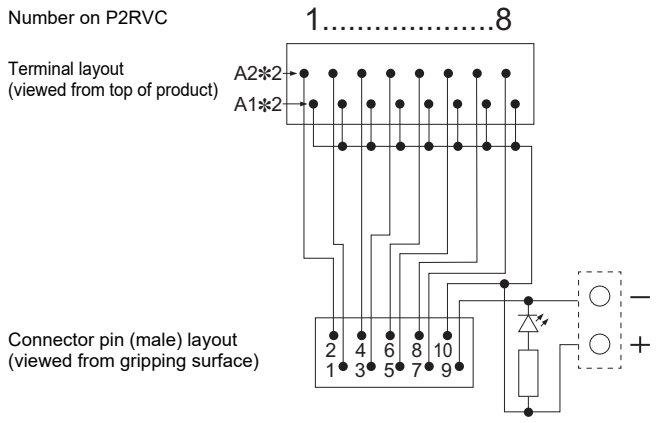 Number on P2RVC
1.....................8
Terminal layout
(viewed from top of product)
A2✻2
A1✻2
−
+
Connector pin (male) layout
(viewed from gripping surface)
2 4 6 8 10
1 3 5 7 9